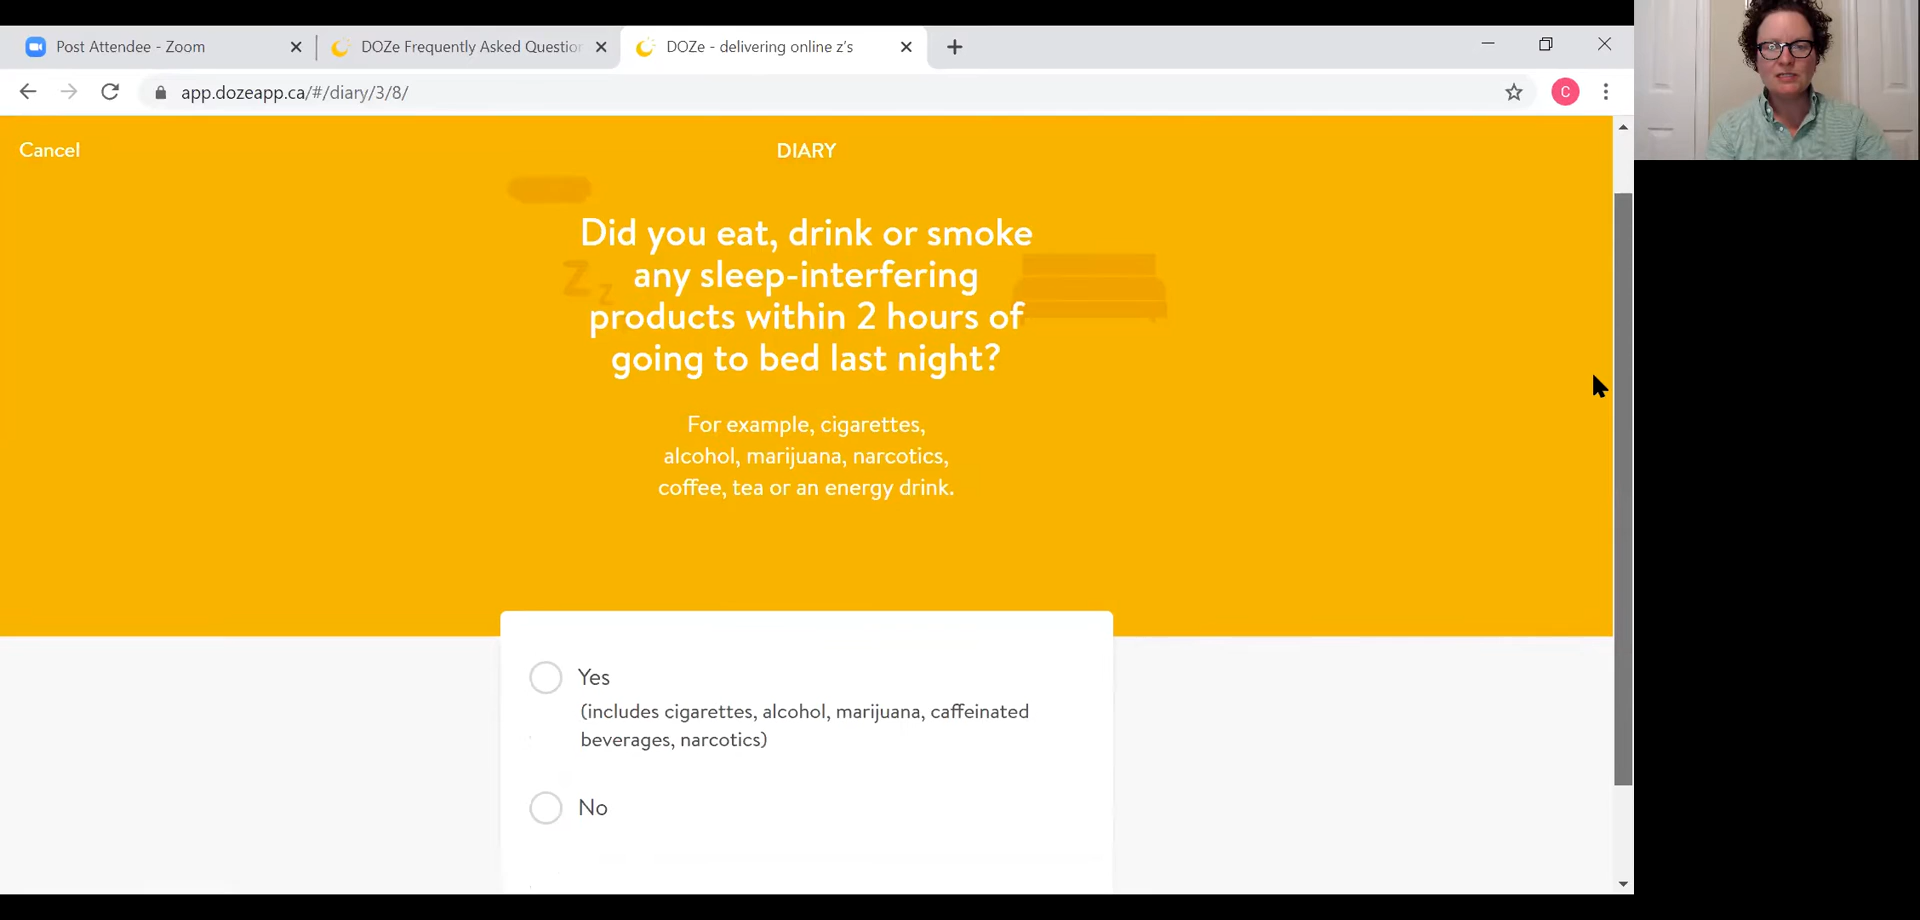 Post Attendee - Zoom
DOZe Frequently Asked Questio
DOZe - delivering online z's
app.dozeapp.ca/#/diary/3/8/
C
Cancel
DIARY
Did you eat, drink or smoke
any sleep-interfering
products within 2 hours of
going to bed last night?
Z z
For example, cigarettes,
alcohol, marijuana, narcotics,
coffee, tea or an energy drink.
Yes
(includes cigarettes, alcohol, marijuana, caffeinated
beverages, narcotics)
No